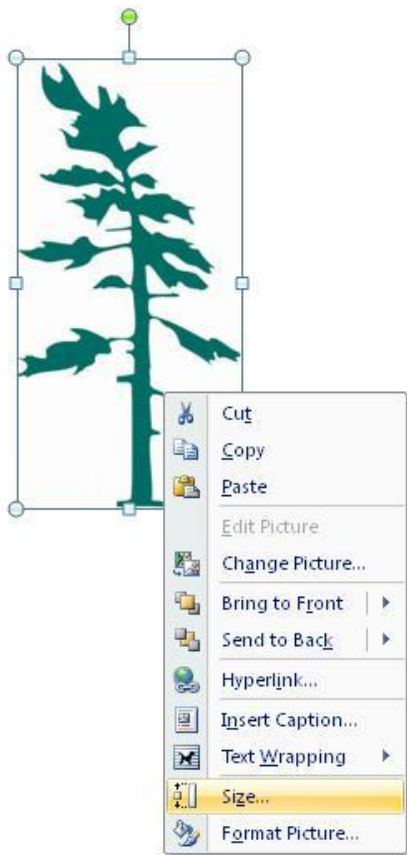 Cut
Copy
Paste
Edit Picture
Change Picture...
Bring to Front
Send to Back
Hyperlink...
Insert Caption...
Text Wrapping
Size...
Format Picture...